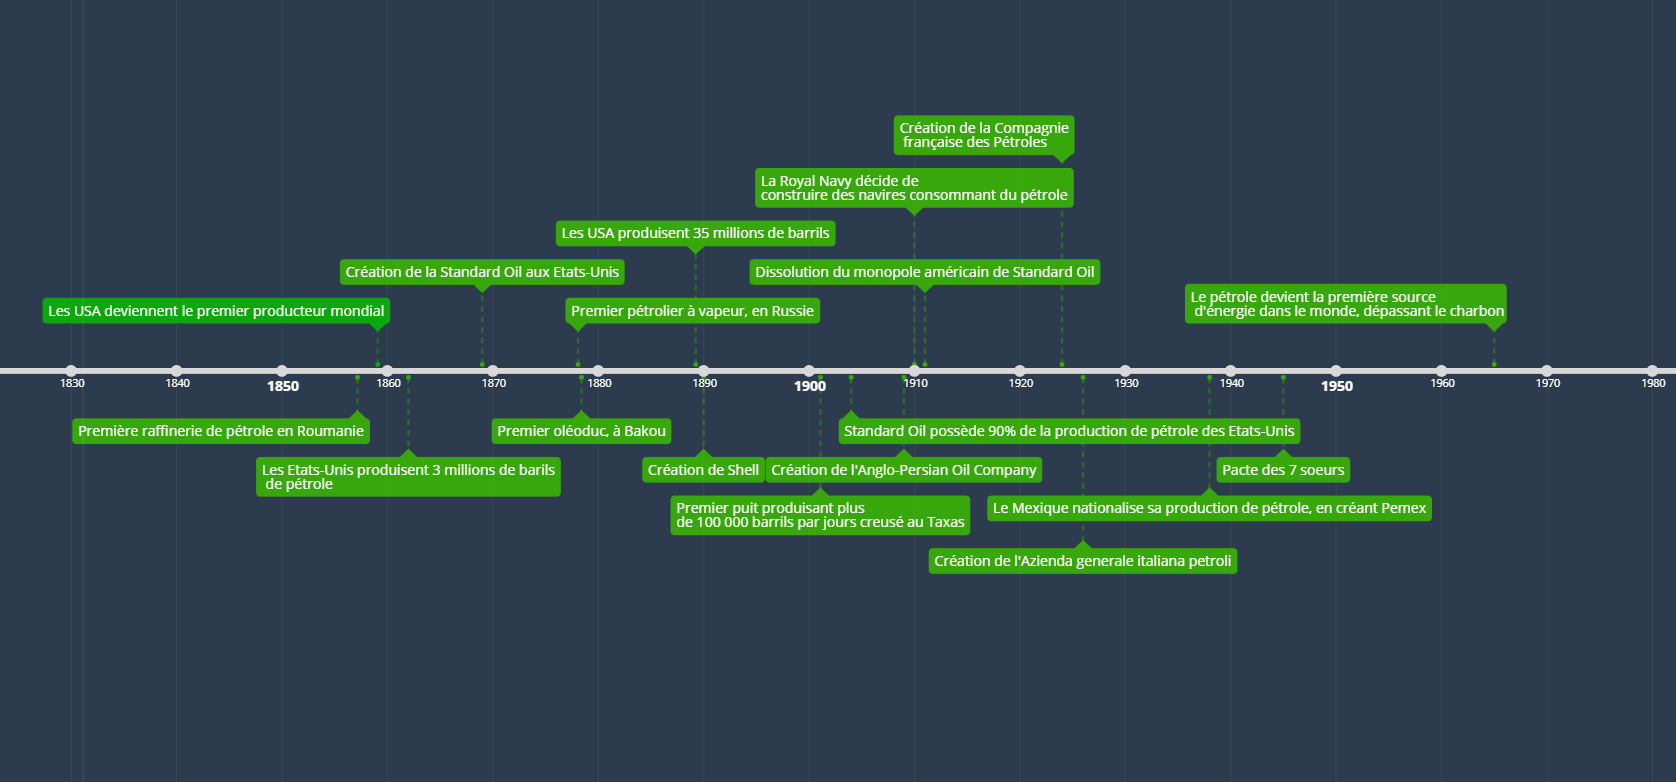 Création de la Compagnie
française des Pétroles
La Royal Navy décide de
construire des navires consommant du pétrole
Les USA produisent 35 millions de barrils
Création de la Standard Oil aux Etats-Unis
Dissolution du monopole américain de Standard Oil
Les USA deviennent le premier producteur mondial
Premier pétrolier à vapeur, en Russie
Le pétrole devient la première source
d'énergie dans le monde, dépassant le charbon
1830 1840 1850 1860 1870 1880 1890 1900 1910 1920 1930 1940 1950 1960 1970 1980
Première raffinerie de pétrole en Roumanie
Premier oléoduc, à Bakou
Standard Oil possède 90% de la production de pétrole des Etats-Unis
Les Etats-Unis produisent 3 millions de barils
de pétrole
Création de Shell
Création de l'Anglo-Persian Oil Company
Pacte des 7 soeurs
Premier puit produisant plus
de 100 000 barrils par jours creusé au Taxas
Le Mexique nationalise sa production de pétrole, en créant Pemex
Création de l'Azienda generale italiana petroli